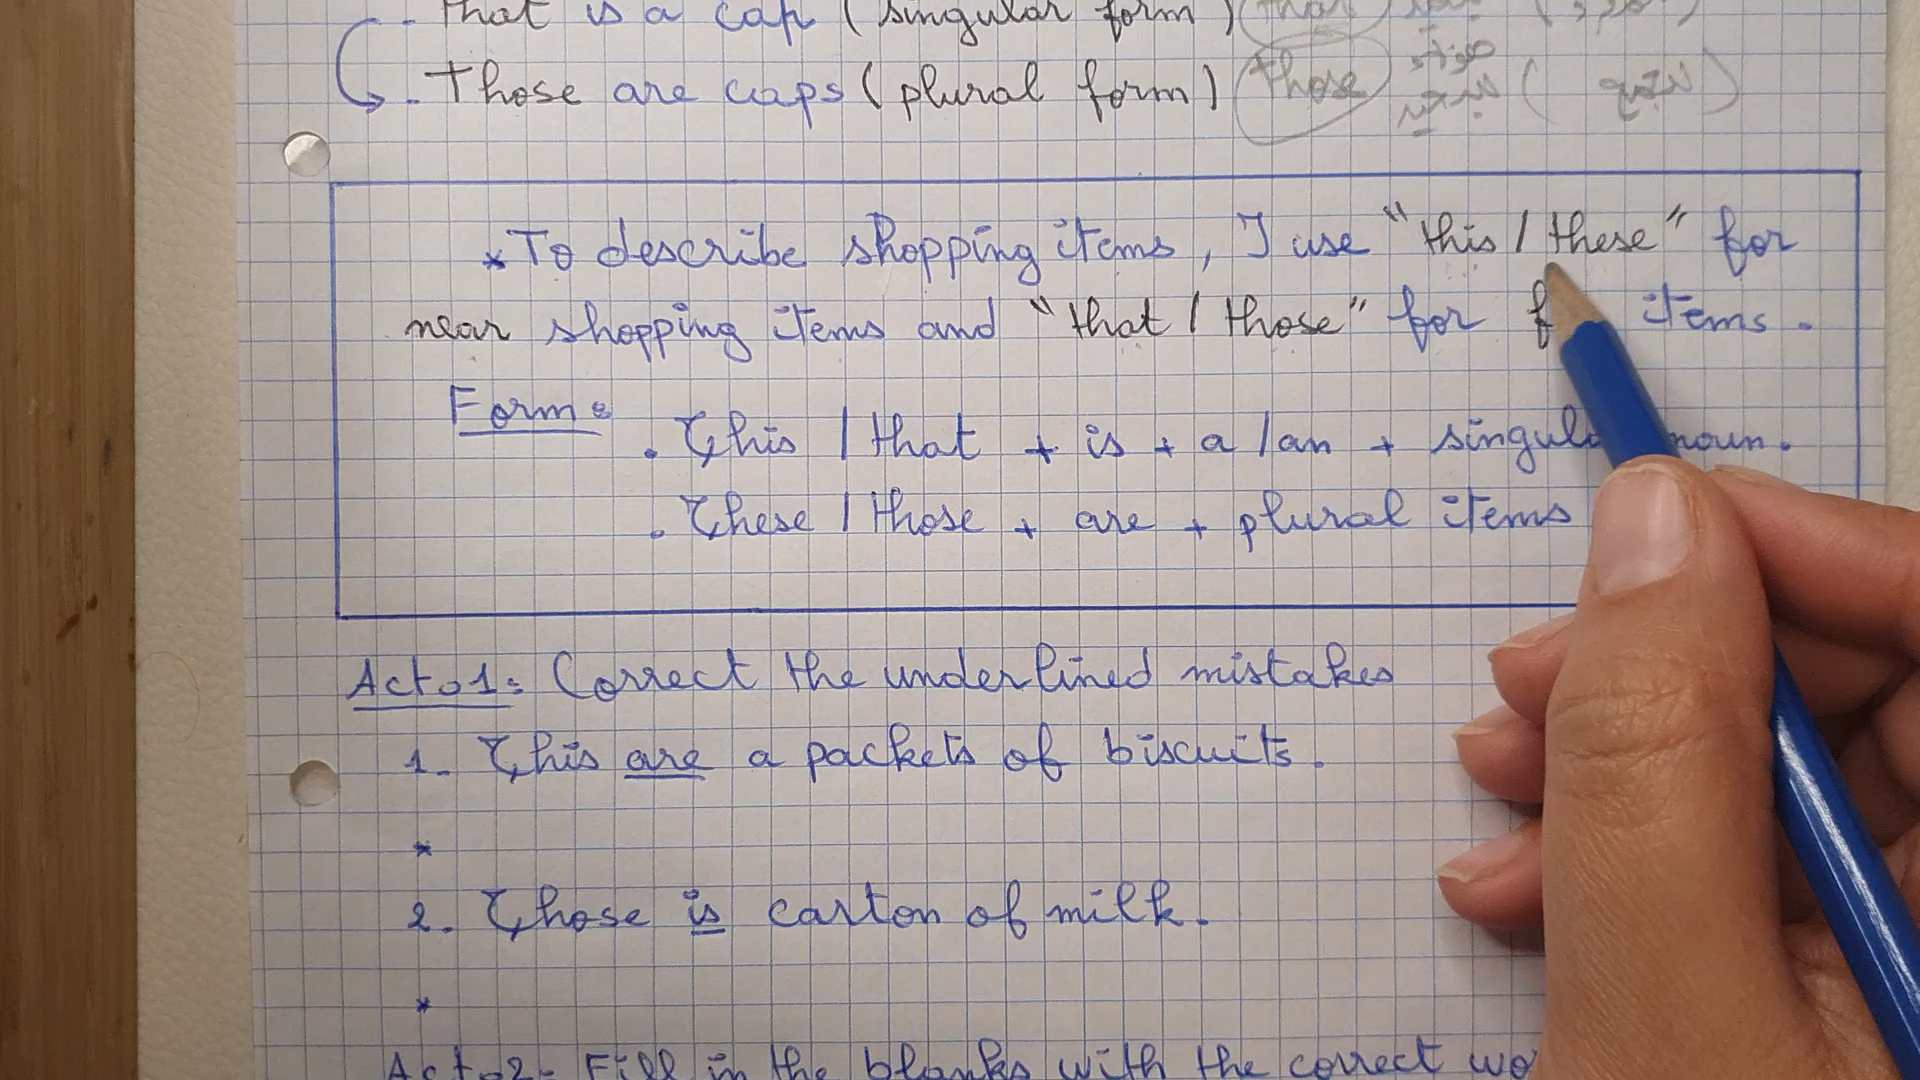 . That is a cap (singular form)
. Those are caps (plural form) those
* To describe shopping items, I use "this / these" for
near shopping items and "that / those" for items.
Form:
. This / that + is + a / an + singular noun.
. These / those + are + plural items
Act 1: Correct the underlined mistakes
1. This are a packets of biscuits.
*
2. Those is carton of milk.
*
Act 2: Fill in the blanks with the correct